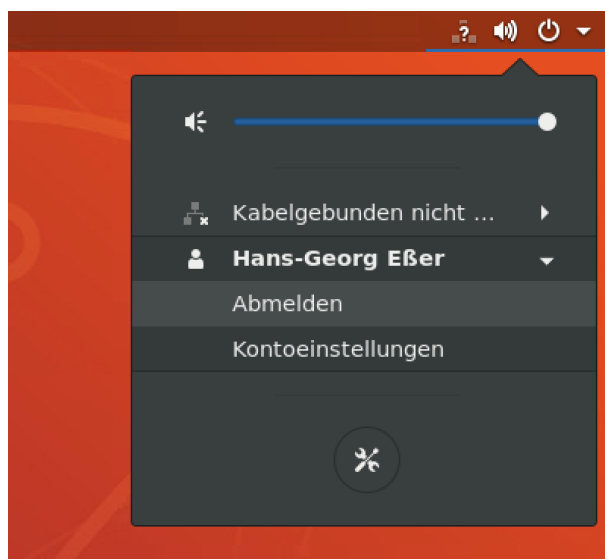 ?
Kabelgebunden nicht ...
Hans-Georg Eßer
Abmelden
Kontoeinstellungen